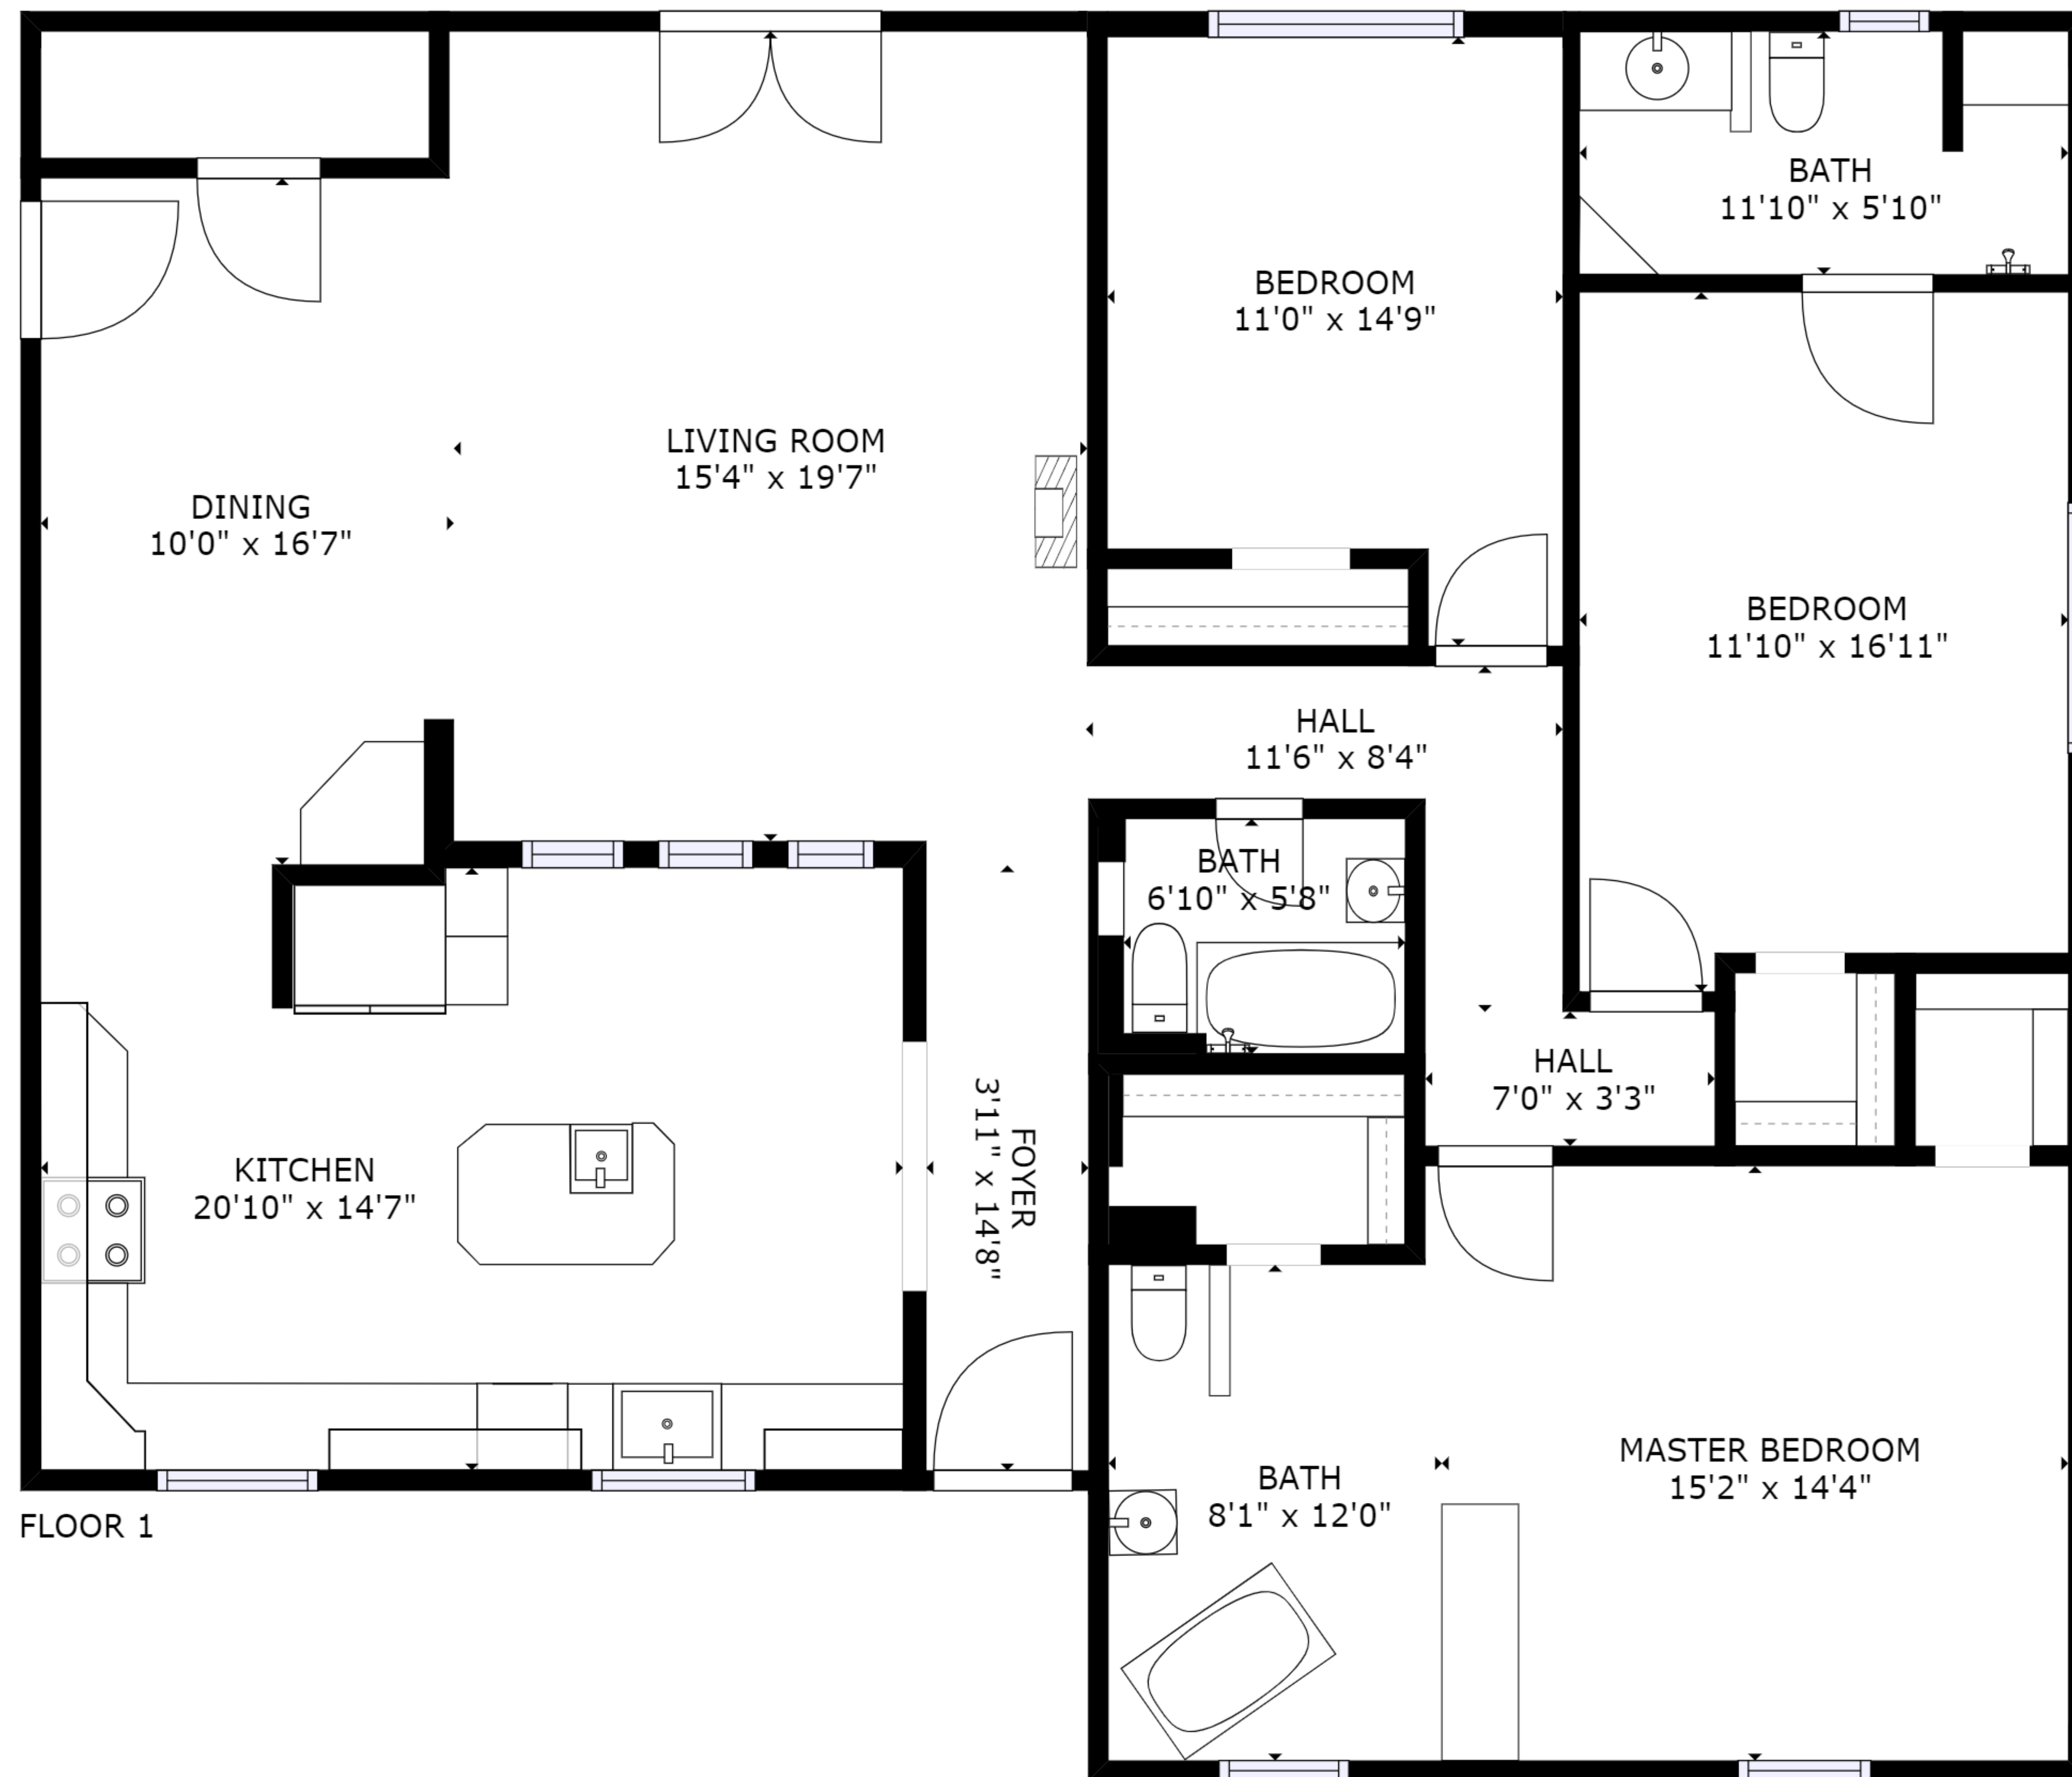 BATH
11'10" x 5'10"
BEDROOM
11'0" x 14'9"
LIVING ROOM
15'4" x 19'7"
DINING
10'0" x 16'7"
BEDROOM
11'10" x 16'11"
HALL
11'6" x 8'4"
BATH
6'10" x 5'8"
HALL
7'0" x 3'3"
KITCHEN
20'10" x 14'7"
FOYER
3'11" x 14'8"
MASTER BEDROOM
15'2" x 14'4"
BATH
8'1" x 12'0"
FLOOR 1